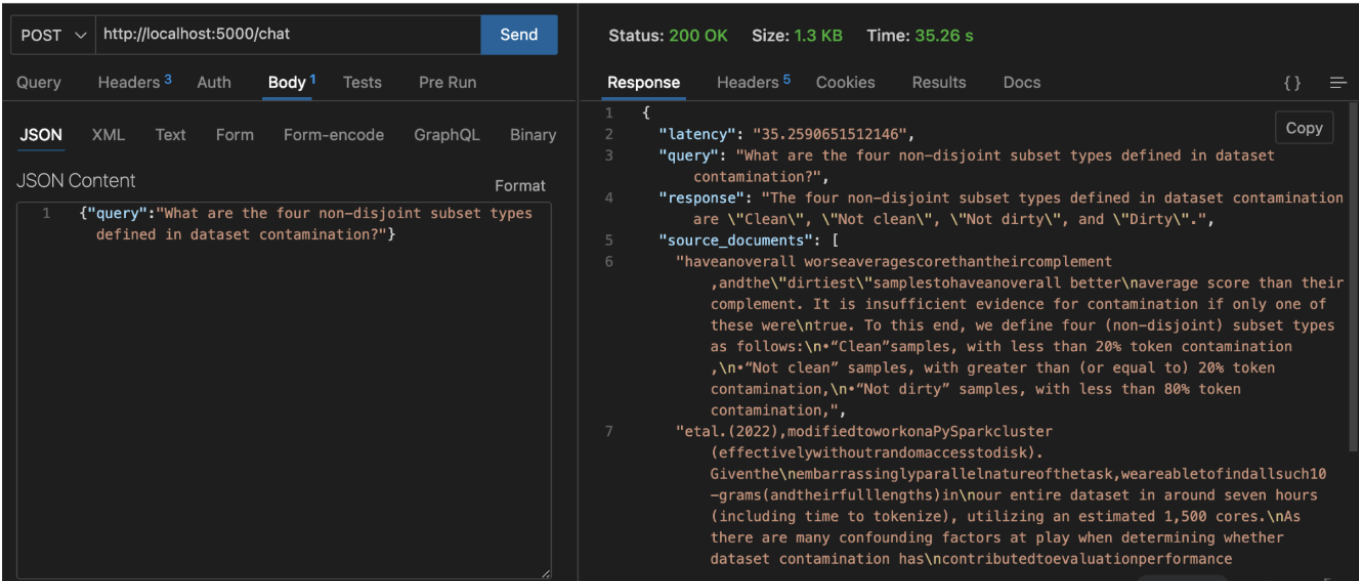 POST http://localhost:5000/chat Send
Query Headers 3 Auth Body 1 Tests Pre Run
JSON XML Text Form Form-encode GraphQL Binary
JSON Content Format
1 {"query":"What are the four non-disjoint subset types
defined in dataset contamination?"}
Status: 200 OK Size: 1.3 KB Time: 35.26 s
Response Headers 5 Cookies Results Docs { }
Copy
1 {
2 "latency": "35.2590651512146",
3 "query": "What are the four non-disjoint subset types defined in dataset
contamination?",
4 "response": "The four non-disjoint subset types defined in dataset contamination
are \"Clean\", \"Not clean\", \"Not dirty\", and \"Dirty\".",
5 "source_documents": [
6 "haveanoverall worseaveragescorethantheircomplement
,andthe\"dirtiest\"samplestohaveanoverall better\naverage score than their
complement. It is insufficient evidence for contamination if only one of
these were\ntrue. To this end, we define four (non-disjoint) subset types
as follows:\n•“Clean”samples, with less than 20% token contamination
,\n•“Not clean” samples, with greater than (or equal to) 20% token
contamination,\n•“Not dirty” samples, with less than 80% token
contamination,",
7 "etal.(2022),modifiedtoworkonaPySparkcluster
(effectivelywithoutrandomaccesstodisk).
Giventhe\nembarrassinglyparallelnatureofthetask,weareabletofindallsuch10
-grams(andtheirfulllengths)in\nour entire dataset in around seven hours
(including time to tokenize), utilizing an estimated 1,500 cores.\nAs
there are many confounding factors at play when determining whether
dataset contamination has\ncontributedtoevaluationperformance